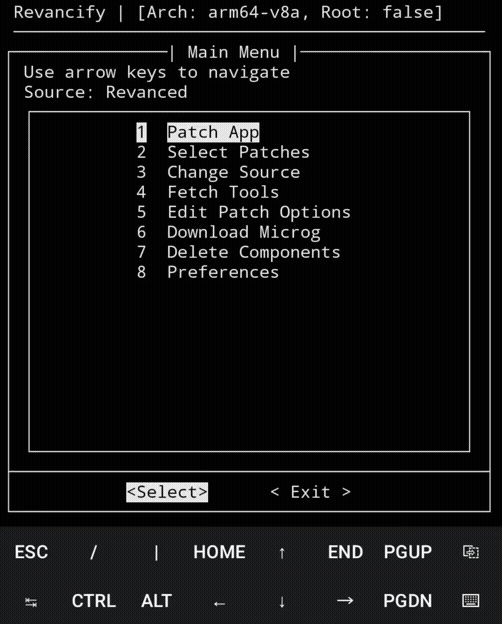 Revancify | [Arch: arm64-v8a, Root: false]
| Main Menu |
Use arrow keys to navigate
Source: Revanced
1 Patch App
2 Select Patches
3 Change Source
4 Fetch Tools
5 Edit Patch Options
6 Download Microg
7 Delete Components
8 Preferences
<Select> < Exit >
ESC / | HOME ↑ END PGUP
CTRL ALT ← ↓ → PGDN